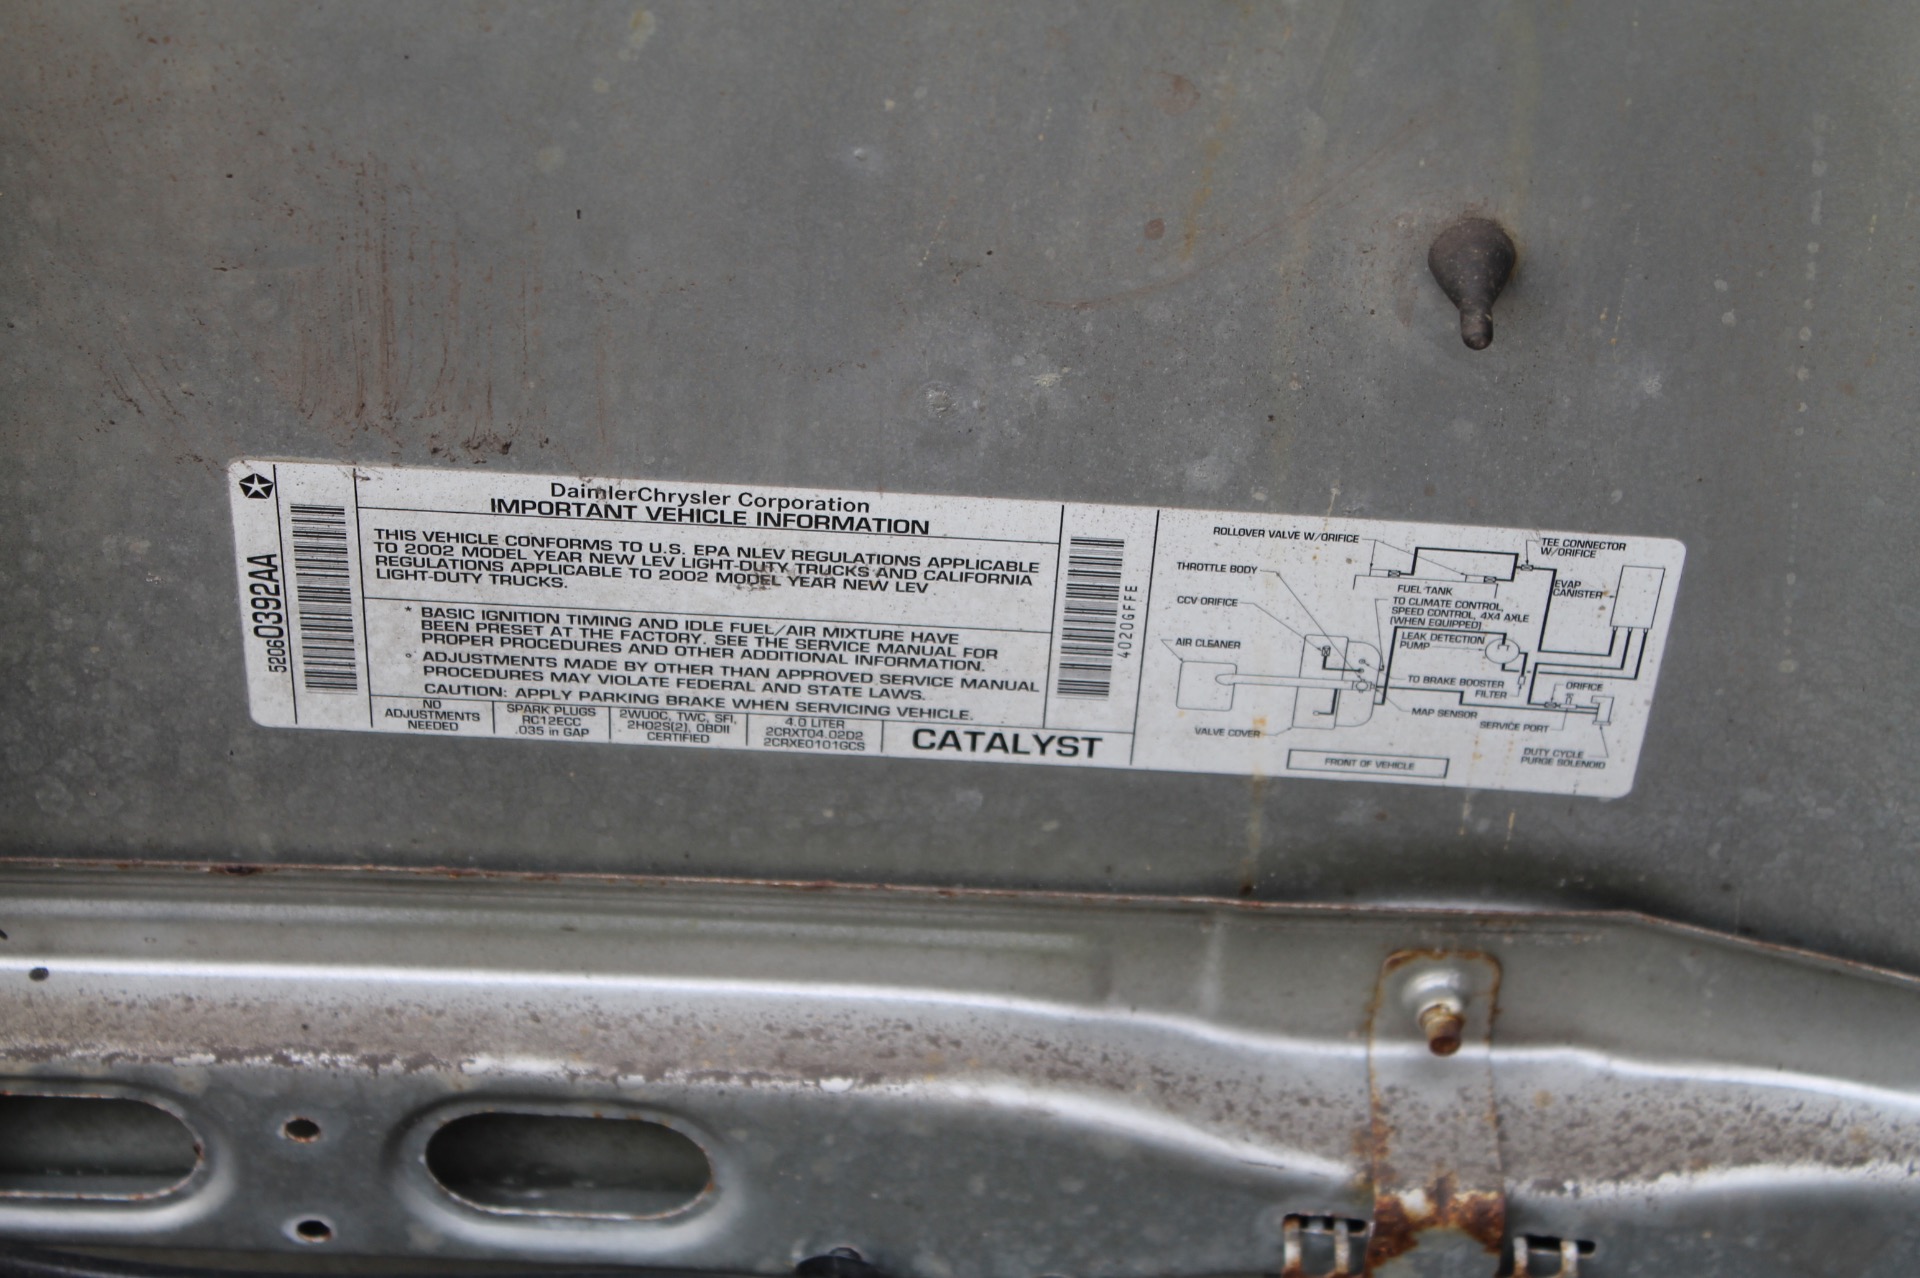 52060392AA
DaimlerChrysler Corporation
IMPORTANT VEHICLE INFORMATION
THIS VEHICLE CONFORMS TO U.S. EPA NLEV REGULATIONS APPLICABLE
TO 2002 MODEL YEAR NEW LEV LIGHT-DUTY TRUCKS AND CALIFORNIA
REGULATIONS APPLICABLE TO 2002 MODEL YEAR NEW LEV
LIGHT-DUTY TRUCKS.
* BASIC IGNITION TIMING AND IDLE FUEL/AIR MIXTURE HAVE
BEEN PRESET AT THE FACTORY. SEE THE SERVICE MANUAL FOR
PROPER PROCEDURES AND OTHER ADDITIONAL INFORMATION.
* ADJUSTMENTS MADE BY OTHER THAN APPROVED SERVICE MANUAL
PROCEDURES MAY VIOLATE FEDERAL AND STATE LAWS.
CAUTION: APPLY PARKING BRAKE WHEN SERVICING VEHICLE.
NO
ADJUSTMENTS
NEEDED
SPARK PLUGS
RC12ECC
.035 in GAP
2WUOC, TWC, SFI,
2HO2S(2), OBDII
CERTIFIED
4.0 LITER
2CRXT04.02D2
2CRXE0101GCS
CATALYST
4020GFFE
ROLLOVER VALVE W/ORIFICE
TEE CONNECTOR
W/ORIFICE
THROTTLE BODY
FUEL TANK
EVAP
CANISTER
CCV ORIFICE
TO CLIMATE CONTROL,
SPEED CONTROL, 4X4 AXLE
(WHEN EQUIPPED)
AIR CLEANER
LEAK DETECTION
PUMP
TO BRAKE BOOSTER
FILTER
ORIFICE
MAP SENSOR
SERVICE PORT
VALVE COVER
DUTY CYCLE
PURGE SOLENOID
FRONT OF VEHICLE